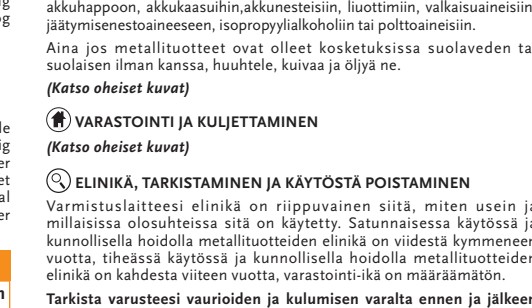 akkuhappoon, akkukaasuihin,akkunesteisiin, liuottimiin, valkaisuaineisiin
jäätymisenestoaineeseen, isopropyylialkoholiin tai polttoaineisiin.
Aina jos metallituotteet ovat olleet kosketuksissa suolaveden ta
suolaisen ilman kanssa, huuhtele, kuivaa ja öljyä ne.
(Katso oheiset kuvat)
VARASTOINTI JA KULJETTAMINEN
(Katso oheiset kuvat)
ELINIKÄ, TARKISTAMINEN JA KÄYTÖSTÄ POISTAMINEN
Varmistuslaitteesi elinikä on riippuvainen siitä, miten usein ja
millaisissa olosuhteissa sitä on käytetty. Satunnaisessa käytössä ja
kunnollisella hoidolla metallituotteiden elinikä on viidestä kymmeneen
vuotta, tiheässä käytössä ja kunnollisella hoidolla metallituotteiden
elinikä on kahdesta viiteen vuotta, varastointi-ikä on määräämätön.
Tarkista varusteesi vaurioiden ja kulumisen varalta ennen ja jälkeen